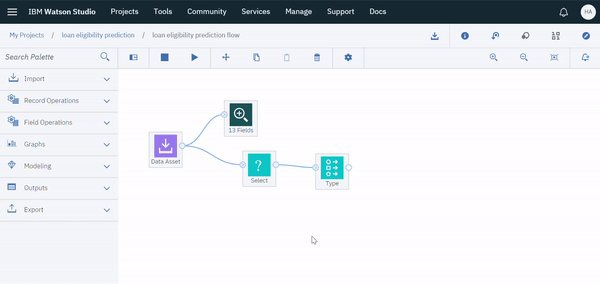 IBM Watson Studio Projects Tools Community Services Manage Support Docs HA
My Projects / loan eligibility prediction / loan eligibility prediction flow
Search Palette
Import
Record Operations
Field Operations
Graphs
Modeling
Outputs
Export
13 Fields
Data Asset
Select
Type